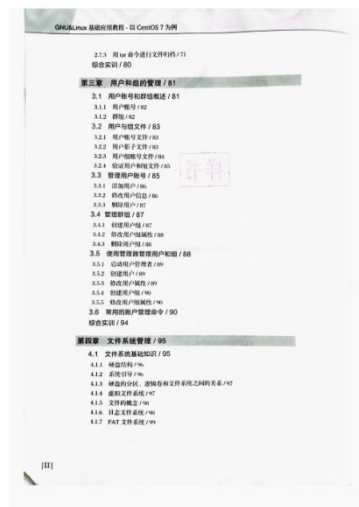 GNU&Linux 基础应用教程 - 以 CentOS 7 为例
2.7.3 用 tar 命令进行文件归档 / 71
综合实训 / 80
第三章 用户和组的管理 / 81
3.1 用户账号和群组概述 / 81
3.1.1 用户账号 / 82
3.1.2 群组 / 82
3.2 用户与组文件 / 83
3.2.1 用户账号文件 / 83
3.2.2 用户影子文件 / 83
3.2.3 用户组账号文件 / 84
3.2.4 验证用户和组文件 / 85
3.3 管理用户账号 / 85
3.3.1 添加用户 / 86
3.3.2 修改用户信息 / 86
3.3.3 删除用户 / 87
3.4 管理群组 / 87
3.4.1 创建用户组 / 87
3.4.2 修改用户组属性 / 88
3.4.3 删除用户组 / 88
3.5 使用管理器管理用户和组 / 88
3.5.1 启动用户管理者 / 89
3.5.2 创建用户 / 89
3.5.3 修改用户属性 / 89
3.5.4 创建用户组 / 90
3.5.5 修改用户组属性 / 90
3.6 常用的账户管理命令 / 90
综合实训 / 94
样书
第四章 文件系统管理 / 95
4.1 文件系统基础知识 / 95
4.1.1 硬盘结构 / 96
4.1.2 系统引导 / 96
4.1.3 硬盘的分区、逻辑卷和文件系统之间的关系 / 97
4.1.4 虚拟文件系统 / 97
4.1.5 文件的概念 / 98
4.1.6 日志文件系统 / 98
4.1.7 FAT 文件系统 / 99
|II|